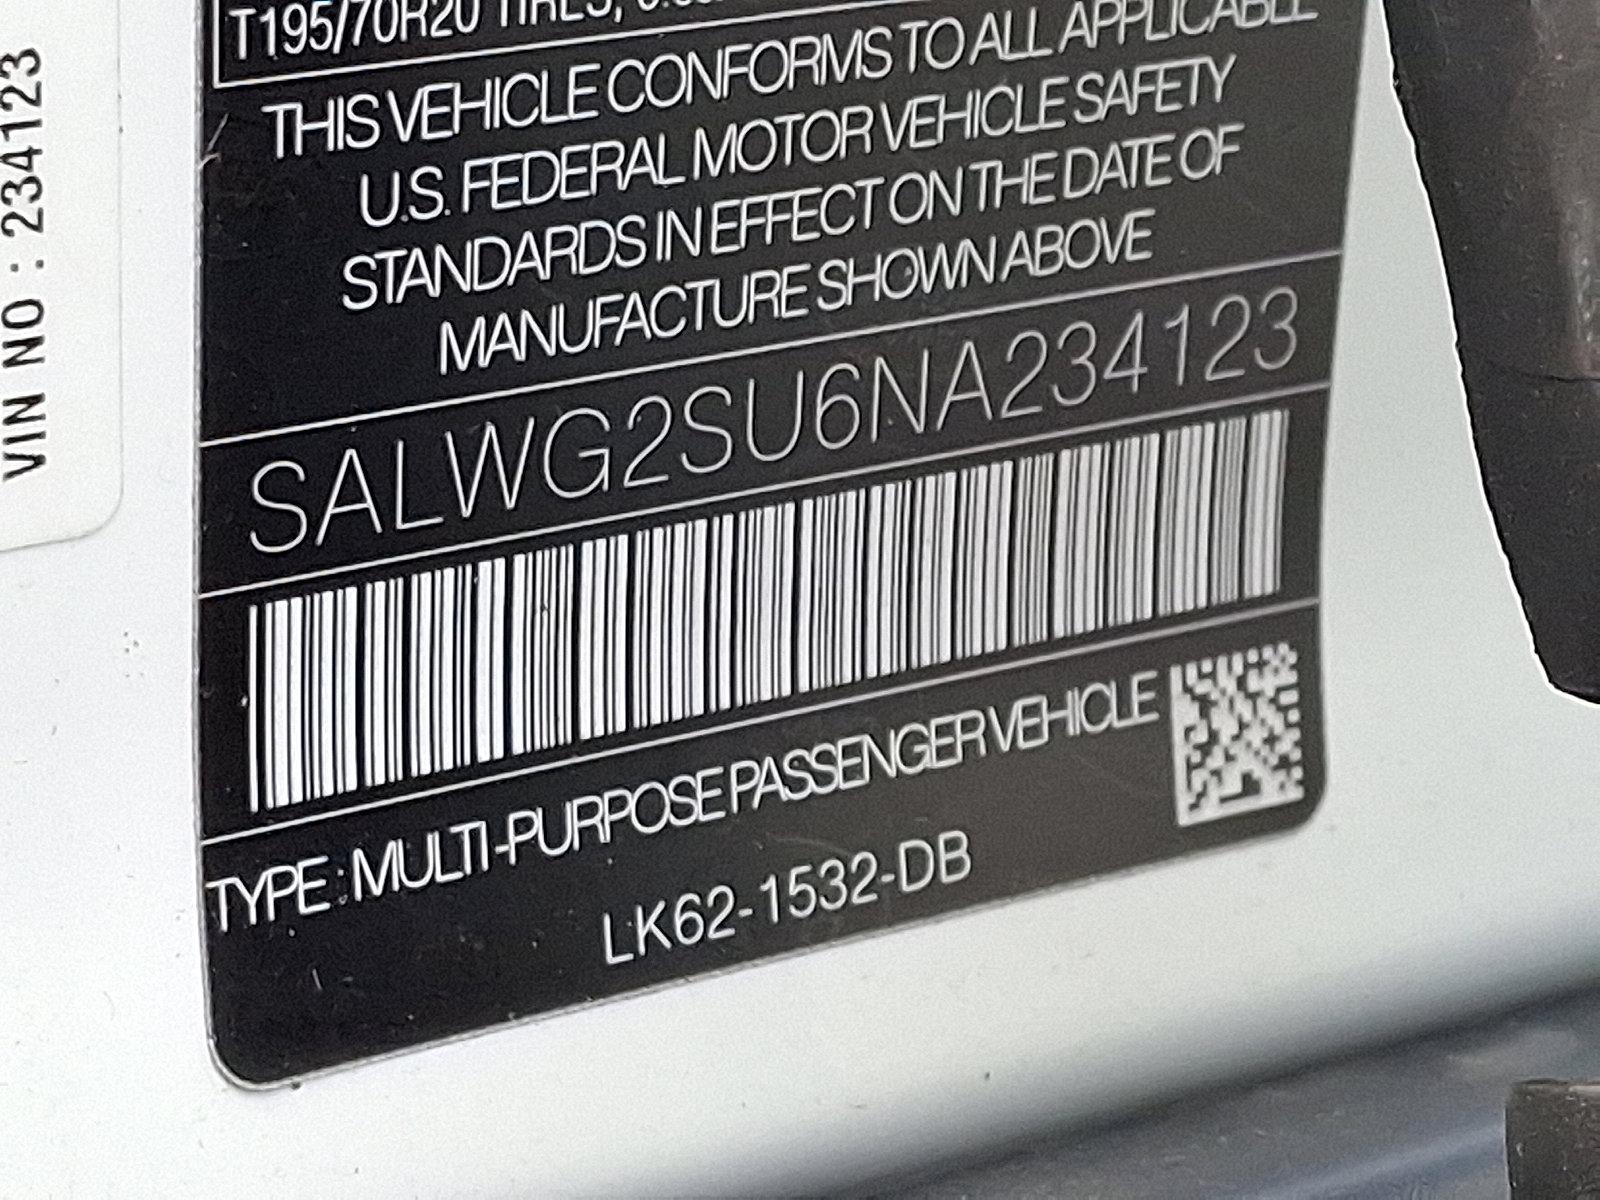 T195/70R20 TIRES,
THIS VEHICLE CONFORMS TO ALL APPLICABLE
U.S. FEDERAL MOTOR VEHICLE SAFETY
STANDARDS IN EFFECT ON THE DATE OF
MANUFACTURE SHOWN ABOVE
SALWG2SU6NA234123
TYPE: MULTI-PURPOSE PASSENGER VEHICLE
LK62-1532-DB
VIN NO : 234123